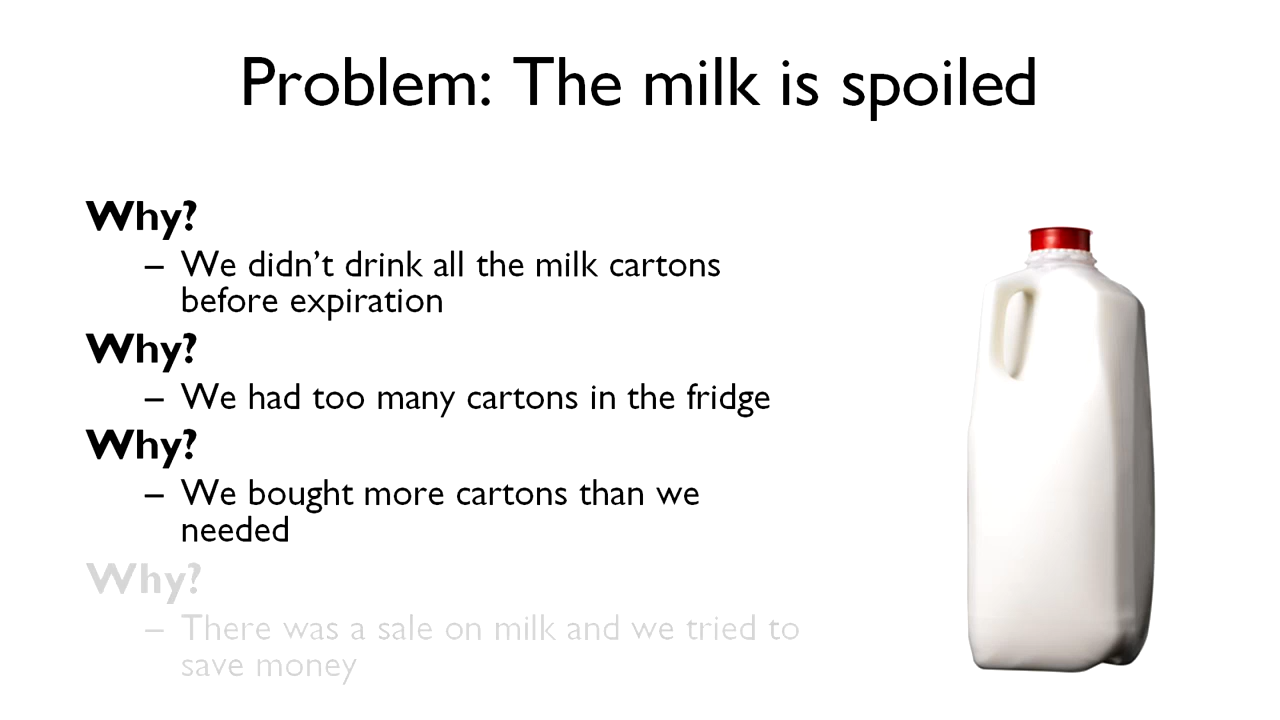 Problem: The milk is spoiled
Why?
– We didn’t drink all the milk cartons
before expiration
Why?
– We had too many cartons in the fridge
Why?
– We bought more cartons than we
needed
Why?
– There was a sale on milk and we tried to
save money